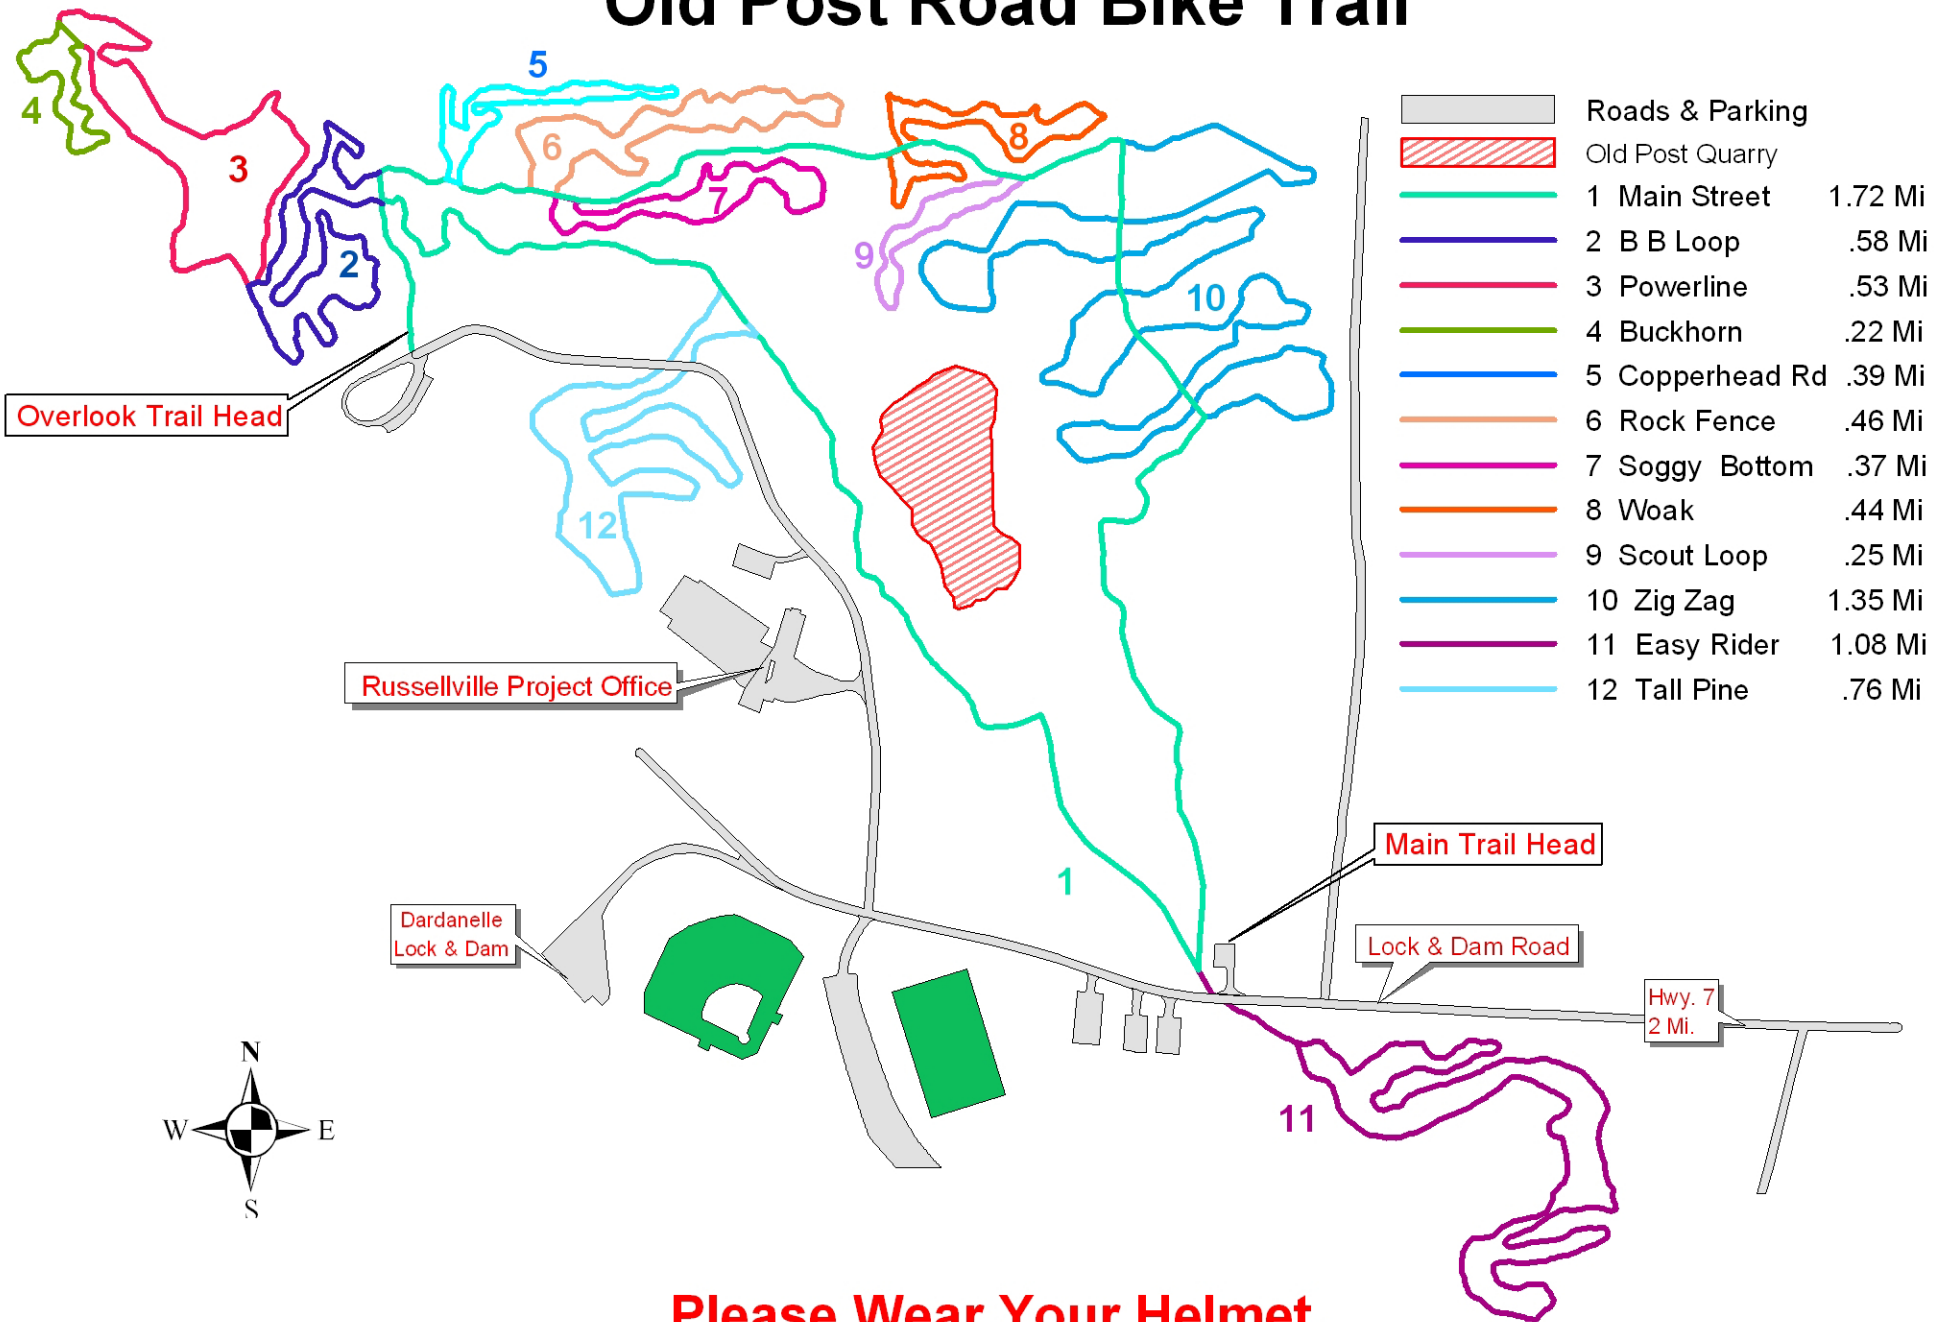 Old Post Road Bike Trail
Roads & Parking
Old Post Quarry
1 Main Street 1.72 Mi
2 B B Loop .58 Mi
3 Powerline .53 Mi
4 Buckhorn .22 Mi
5 Copperhead Rd .39 Mi
6 Rock Fence .46 Mi
7 Soggy Bottom .37 Mi
8 Woak .44 Mi
9 Scout Loop .25 Mi
10 Zig Zag 1.35 Mi
11 Easy Rider 1.08 Mi
12 Tall Pine .76 Mi
5
4
8
6
3
7
9
2
10
Overlook Trail Head
12
Russellville Project Office
Main Trail Head
1
Dardanelle
Lock & Dam
Lock & Dam Road
Hwy. 7
2 Mi.
11
N
W
E
S
Please Wear Your Helmet